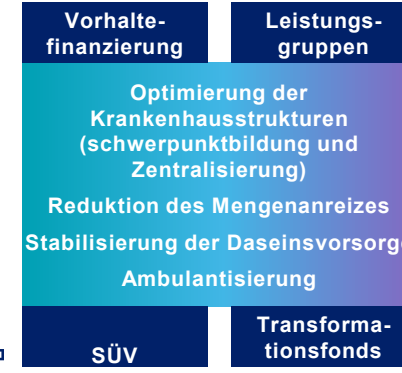 Vorhalte-
finanzierung
Leistungs-
gruppen
Optimierung der
Krankenhausstrukturen
(schwerpunktbildung und
Zentralisierung)
Reduktion des Mengenanreizes
Stabilisierung der Daseinsvorsorge
Ambulantisierung
SÜV
Transforma-
tionsfonds